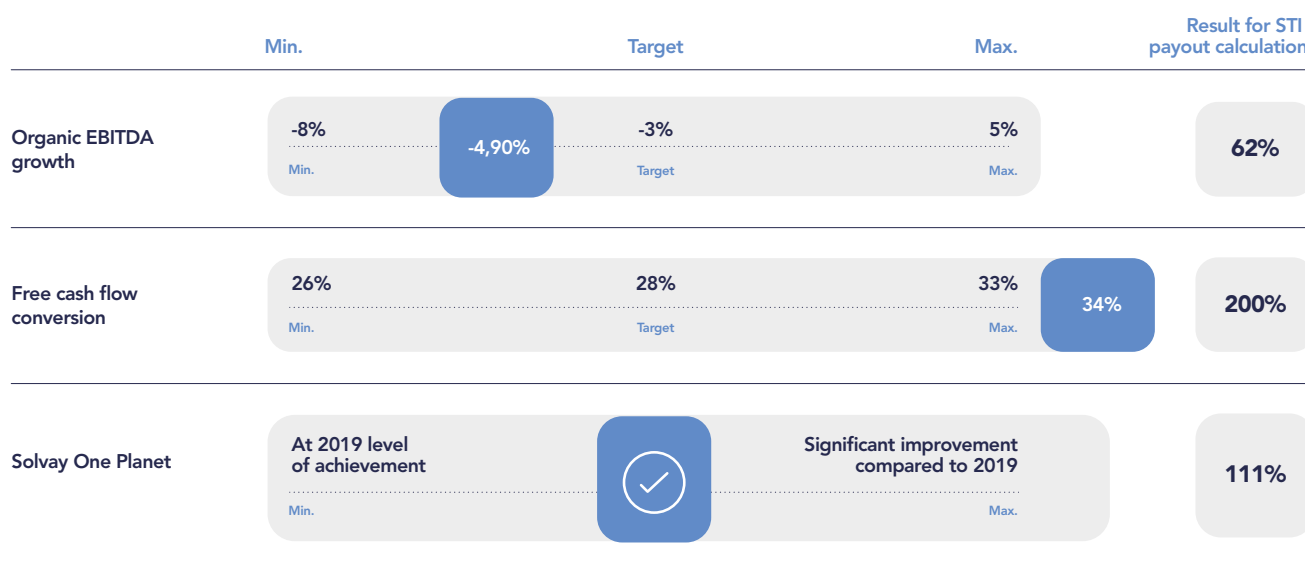 Min.
Target
Max.
Result for STI
payout calculation
Organic EBITDA
growth
-8%
-4,90%
-3%
5%
Min.
Target
Max.
62%
Free cash flow
conversion
26%
28%
33%
34%
Min.
Target
Max.
200%
Solvay One Planet
At 2019 level
of achievement
Significant improvement
compared to 2019
Min.
Max.
111%